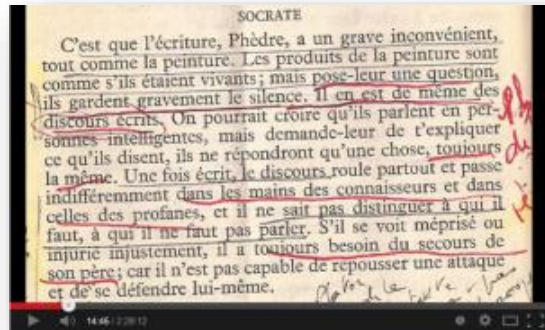 SOCRATE
C'est que l'écriture, Phèdre, a un grave inconvénient,
tout comme la peinture. Les produits de la peinture sont
comme s'ils étaient vivants; mais pose-leur une question,
ils gardent gravement le silence. Il en est de même des
discours écrits. On pourrait croire qu'ils parlent en per-
sonnes intelligentes, mais demande-leur de t'expliquer
ce qu'ils disent, ils ne répondront qu'une chose, toujours
la même. Une fois écrit, le discours roule partout et passe
indifféremment dans les mains des connaisseurs et dans
celles des profanes, et il ne sait pas distinguer à qui il
faut, à qui il ne faut pas parler. S'il se voit méprisé ou
injurié injustement, il a toujours besoin du secours de
son père; car il n'est pas capable de repousser une attaque
et de se défendre lui-même.
14:45 / 2:28:12